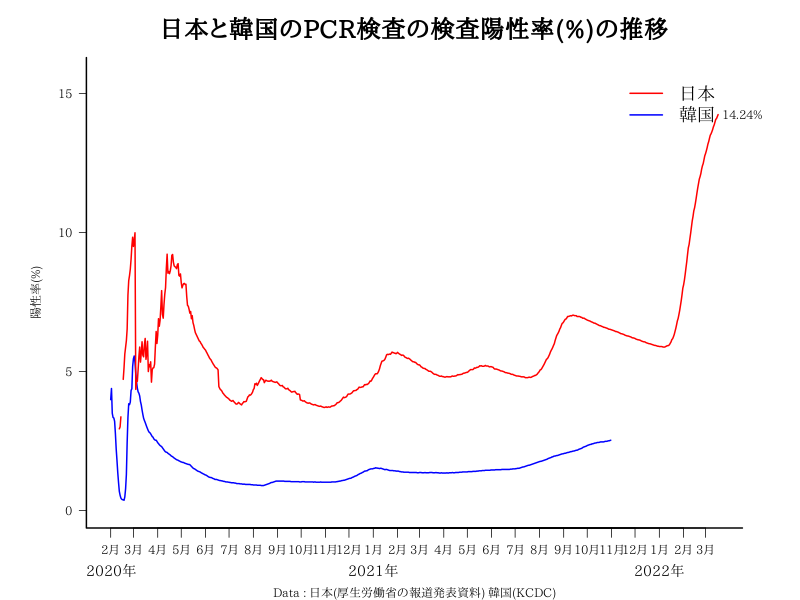 日本と韓国のPCR検査の検査陽性率(%)の推移
日本
韓国
14.24%
陽性率(%)
15
10
5
0
2月 3月 4月 5月 6月 7月 8月 9月 10月 11月 12月 1月 2月 3月 4月 5月 6月 7月 8月 9月 10月 11月 12月 1月 2月 3月
2020年 2021年 2022年
Data : 日本(厚生労働省の報道発表資料) 韓国(KCDC)